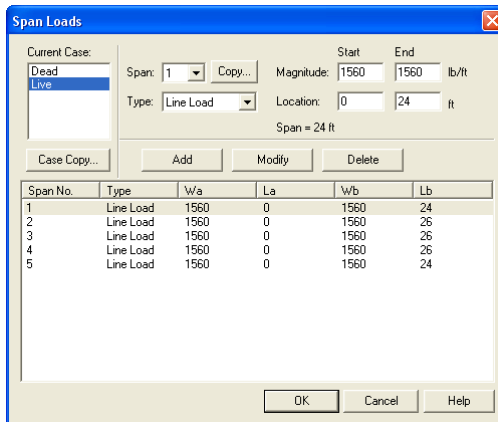 Span Loads
Current Case:
Dead
Live
Case Copy...
Span: 1 Copy...
Type: Line Load
Start End
Magnitude: 1560 1560 lb/ft
Location: 0 24 ft
Span = 24 ft
Add Modify Delete
Span No. Type Wa La Wb Lb
1 Line Load 1560 0 1560 24
2 Line Load 1560 0 1560 26
3 Line Load 1560 0 1560 26
4 Line Load 1560 0 1560 26
5 Line Load 1560 0 1560 24
OK Cancel Help